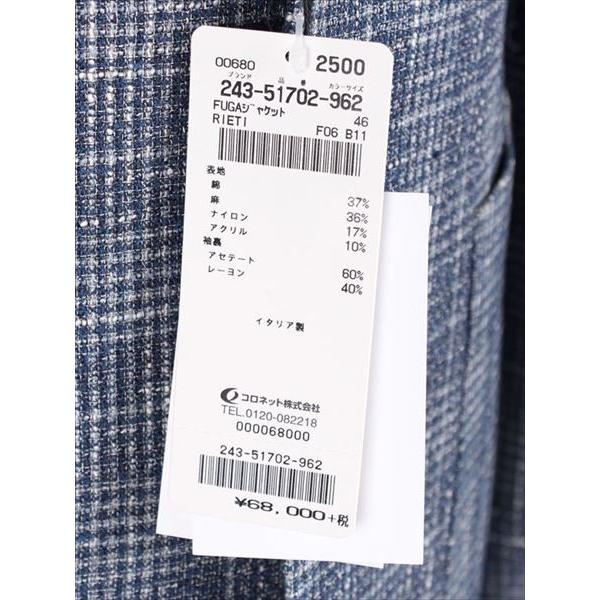 00680 2500
ブランド 品番 カラーサイズ
243-51702-962
FUGAジャケット 46
RIETI F06 B11
表地
綿 37%
麻 36%
ナイロン 17%
アクリル 10%
袖裏
アセテート 60%
レーヨン 40%
イタリア製
コロネット株式会社
TEL.0120-082218
000068000
243-51702-962
¥89,000+税